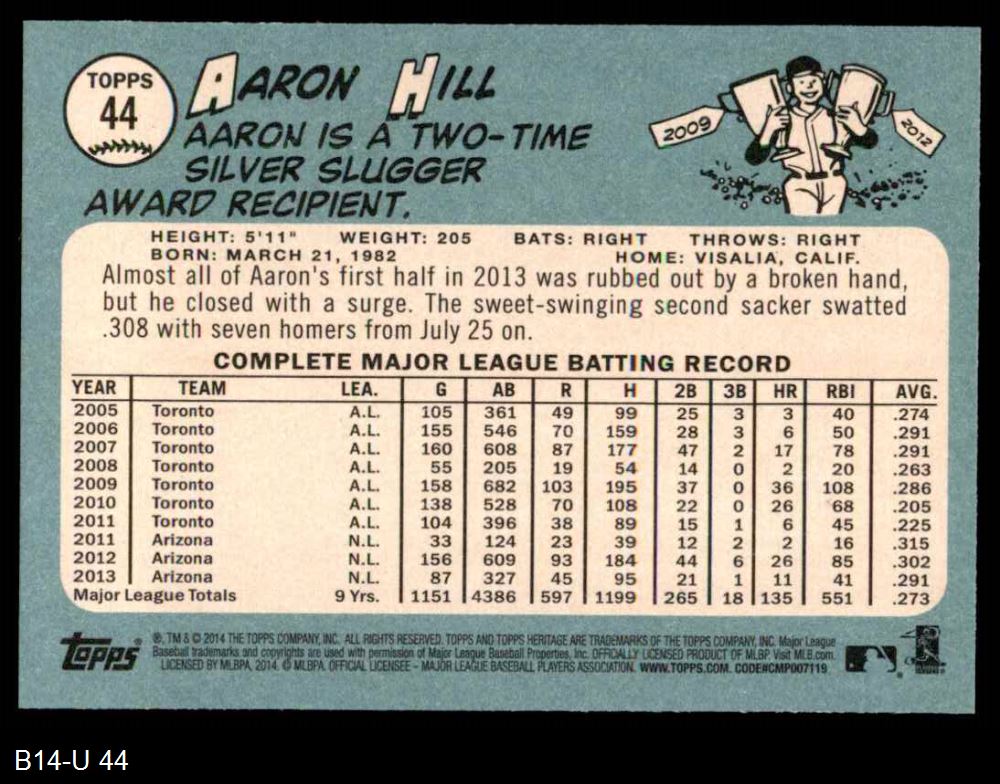 TOPPS
44
AARON HILL
AARON IS A TWO-TIME
SILVER SLUGGER
AWARD RECIPIENT.
2009
2012
HEIGHT: 5'11" WEIGHT: 205 BATS: RIGHT THROWS: RIGHT
BORN: MARCH 21, 1982 HOME: VISALIA, CALIF.
Almost all of Aaron's first half in 2013 was rubbed out by a broken hand,
but he closed with a surge. The sweet-swinging second sacker swatted
.308 with seven homers from July 25 on.
COMPLETE MAJOR LEAGUE BATTING RECORD
YEAR TEAM LEA. G AB R H 2B 3B HR RBI AVG.
2005 Toronto A.L. 105 361 49 99 25 3 3 40 .274
2006 Toronto A.L. 155 546 70 159 28 3 6 50 .291
2007 Toronto A.L. 160 608 87 177 47 2 17 78 .291
2008 Toronto A.L. 55 205 19 54 14 0 2 20 .263
2009 Toronto A.L. 158 682 103 195 37 0 36 108 .286
2010 Toronto A.L. 138 528 70 108 22 0 26 68 .205
2011 Toronto A.L. 104 396 38 89 15 1 6 45 .225
2011 Arizona N.L. 33 124 23 39 12 2 2 16 .315
2012 Arizona N.L. 156 609 93 184 44 6 26 85 .302
2013 Arizona N.L. 87 327 45 95 21 1 11 41 .291
Major League Totals 9 Yrs. 1151 4386 597 1199 265 18 135 551 .273
Topps
®, TM & © 2014 THE TOPPS COMPANY, INC. ALL RIGHTS RESERVED. TOPPS AND TOPPS HERITAGE ARE TRADEMARKS OF THE TOPPS COMPANY, INC. Major League
Baseball trademarks and copyrights are used with permission of Major League Baseball Properties, Inc. OFFICIALLY LICENSED PRODUCT OF MLBP Visit MLB.com.
LICENSED BY MLBPA, 2014. © MLBPA. OFFICIAL LICENSEE - MAJOR LEAGUE BASEBALL PLAYERS ASSOCIATION. WWW.TOPPS.COM. CODE#CMP007119
B14-U 44